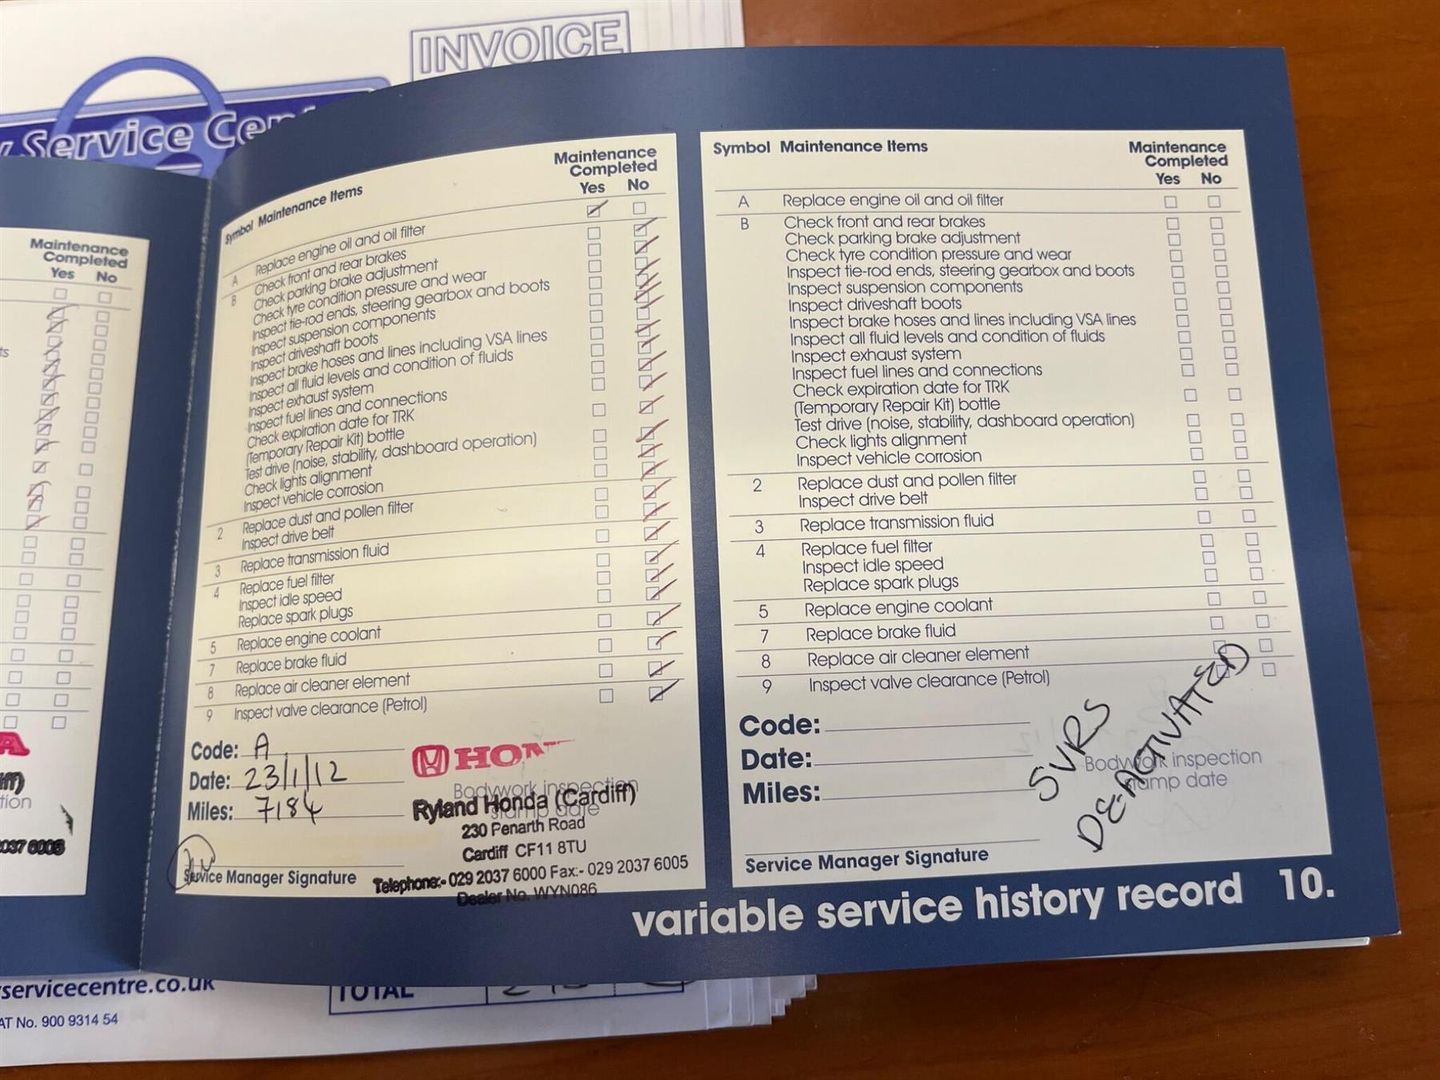 INVOICE
Service Cen
Maintenance
Completed
Yes No
ts
A
ff)
tion
2037 6005
Symbol Maintenance Items
Maintenance
Completed
Yes No
A Replace engine oil and oil filter
B Check front and rear brakes
Check parking brake adjustment
Check tyre condition pressure and wear
Inspect tie-rod ends, steering gearbox and boots
Inspect suspension components
Inspect driveshaft boots
Inspect brake hoses and lines including VSA lines
Inspect all fluid levels and condition of fluids
Inspect exhaust system
Inspect fuel lines and connections
Check expiration date for TRK
(Temporary Repair Kit) bottle
Test drive (noise, stability, dashboard operation)
Check lights alignment
Inspect vehicle corrosion
2 Replace dust and pollen filter
Inspect drive belt
3 Replace transmission fluid
4 Replace fuel filter
Inspect idle speed
Replace spark plugs
5 Replace engine coolant
7 Replace brake fluid
8 Replace air cleaner element
9 Inspect valve clearance (Petrol)
Code: A
Date: 23/1/12
Miles: 7184
Service Manager Signature
HON
Bodywork inspection
stamp date
Ryland Honda (Cardiff)
230 Penarth Road
Cardiff CF11 8TU
Telephone:- 029 2037 6000 Fax:- 029 2037 6005
Dealer No. WYN086
Symbol Maintenance Items
Maintenance
Completed
Yes No
A Replace engine oil and oil filter
B Check front and rear brakes
Check parking brake adjustment
Check tyre condition pressure and wear
Inspect tie-rod ends, steering gearbox and boots
Inspect suspension components
Inspect driveshaft boots
Inspect brake hoses and lines including VSA lines
Inspect all fluid levels and condition of fluids
Inspect exhaust system
Inspect fuel lines and connections
Check expiration date for TRK
(Temporary Repair Kit) bottle
Test drive (noise, stability, dashboard operation)
Check lights alignment
Inspect vehicle corrosion
2 Replace dust and pollen filter
Inspect drive belt
3 Replace transmission fluid
4 Replace fuel filter
Inspect idle speed
Replace spark plugs
5 Replace engine coolant
7 Replace brake fluid
8 Replace air cleaner element
9 Inspect valve clearance (Petrol)
Code:
Date:
Miles:
Service Manager Signature
Bodywork inspection
stamp date
SVRS
DEACTIVATED
variable service history record 10.
servicecentre.co.uk
AT No. 900 9314 54
TOTAL